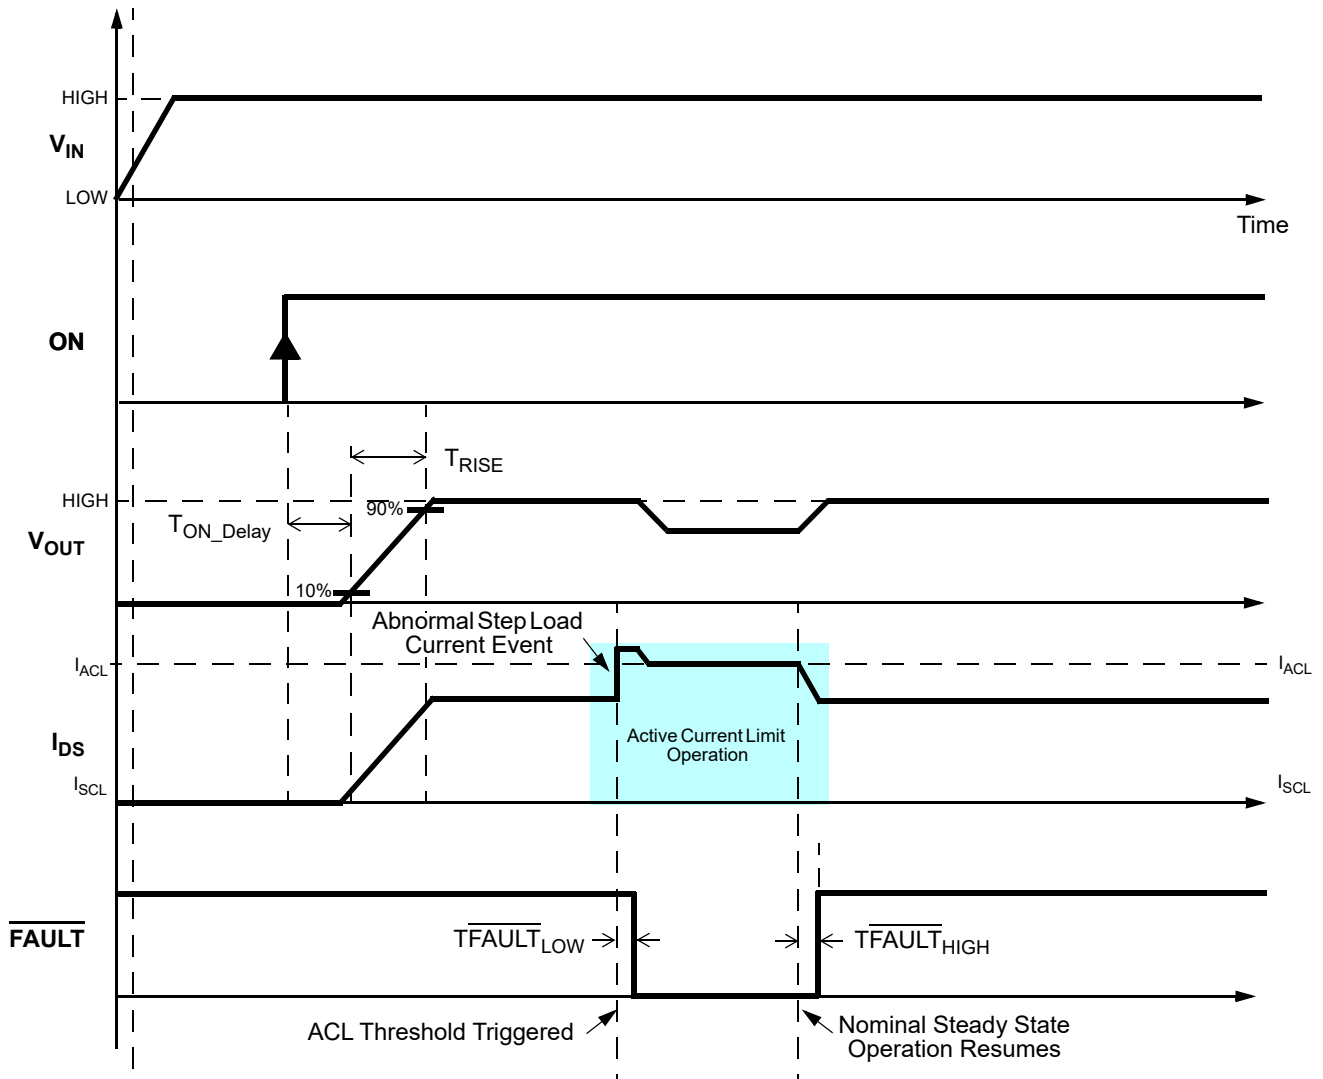 HIGH
VIN
LOW
Time
ON
TRISE
HIGH
90%
TON_Delay
VOUT
10%
Abnormal Step Load
Current Event
IACL
IACL
Active Current Limit
Operation
IDS
ISCL
ISCL
FAULT
TFAULTLOW
TFAULTHIGH
ACL Threshold Triggered
Nominal Steady State
Operation Resumes